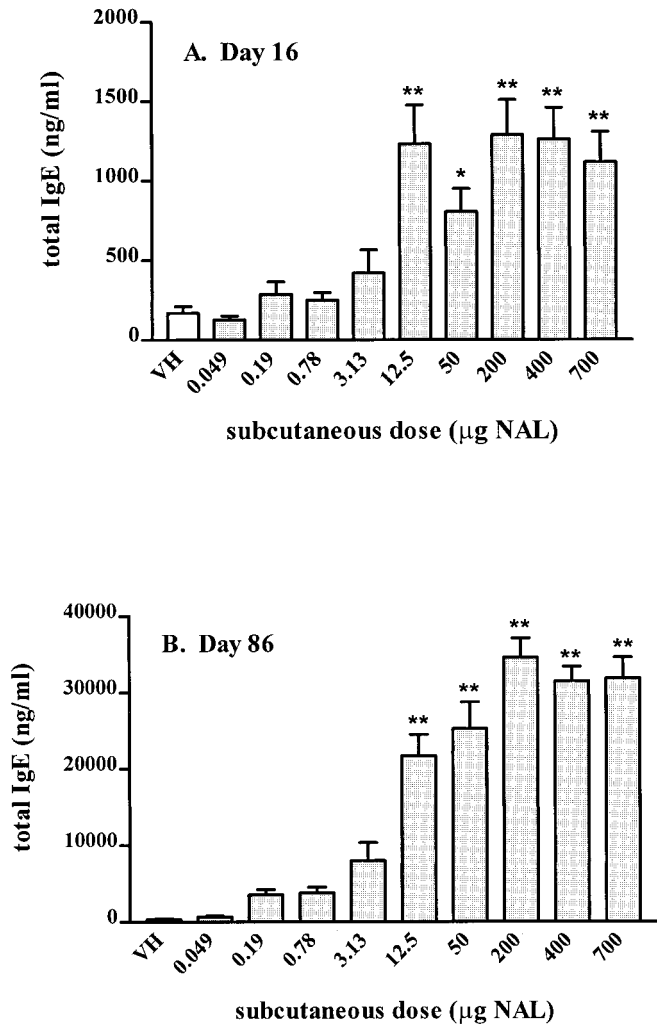 2000
A. Day 16
1500
1000
500
0
total IgE (ng/ml)
** * ** ** **
VH 0.049 0.19 0.78 3.13 12.5 50 200 400 700
subcutaneous dose (μg NAL)
40000
B. Day 86
30000
20000
10000
0
total IgE (ng/ml)
** ** ** ** **
VH 0.049 0.19 0.78 3.13 12.5 50 200 400 700
subcutaneous dose (μg NAL)